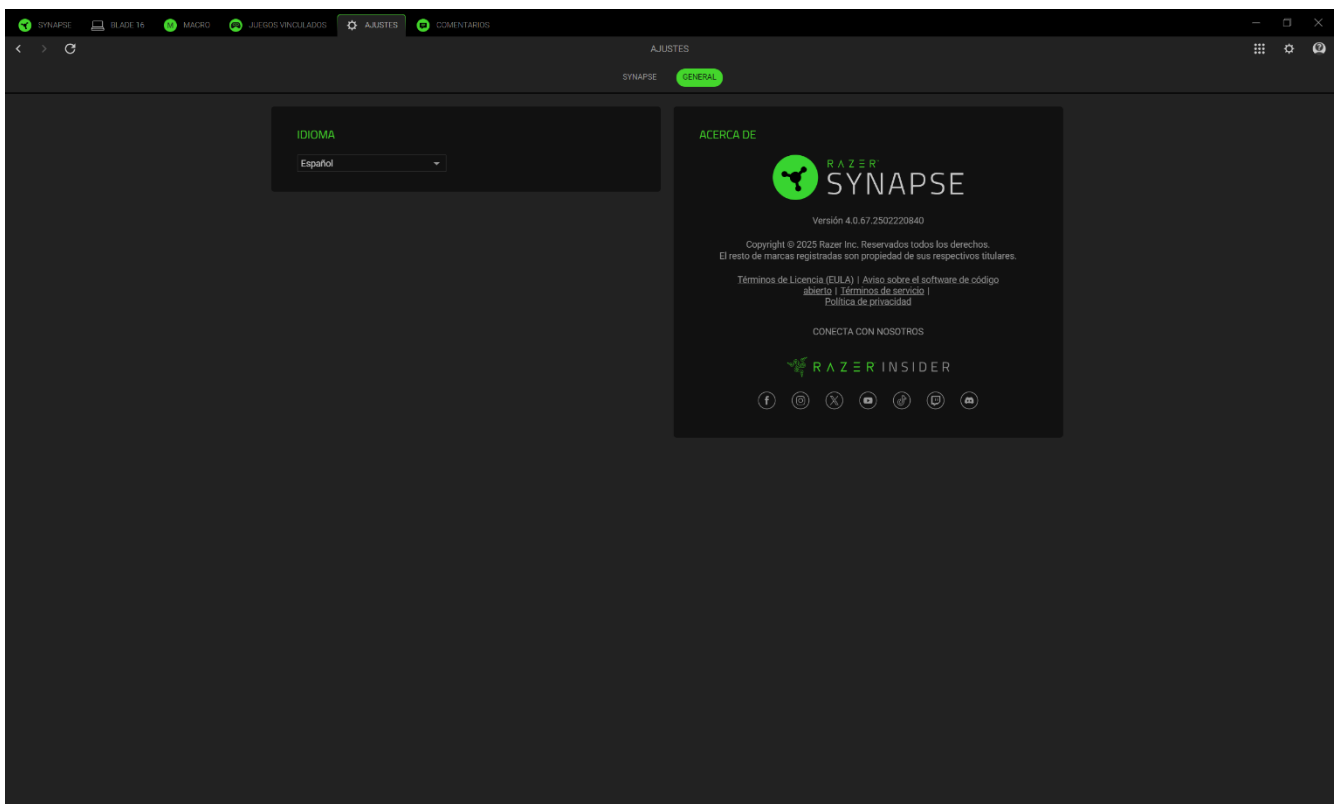 SYNAPSE BLADE 16 MACRO JUEGOS VINCULADOS AJUSTES COMENTARIOS
AJUSTES
SYNAPSE GENERAL
IDIOMA
Español
ACERCA DE
RAZER
SYNAPSE
Versión 4.0.67.2502220840
Copyright © 2025 Razer Inc. Reservados todos los derechos.
El resto de marcas registradas son propiedad de sus respectivos titulares.
Términos de Licencia (EULA) | Aviso sobre el software de código
abierto | Términos de servicio |
Política de privacidad
CONECTA CON NOSOTROS
RAZER INSIDER